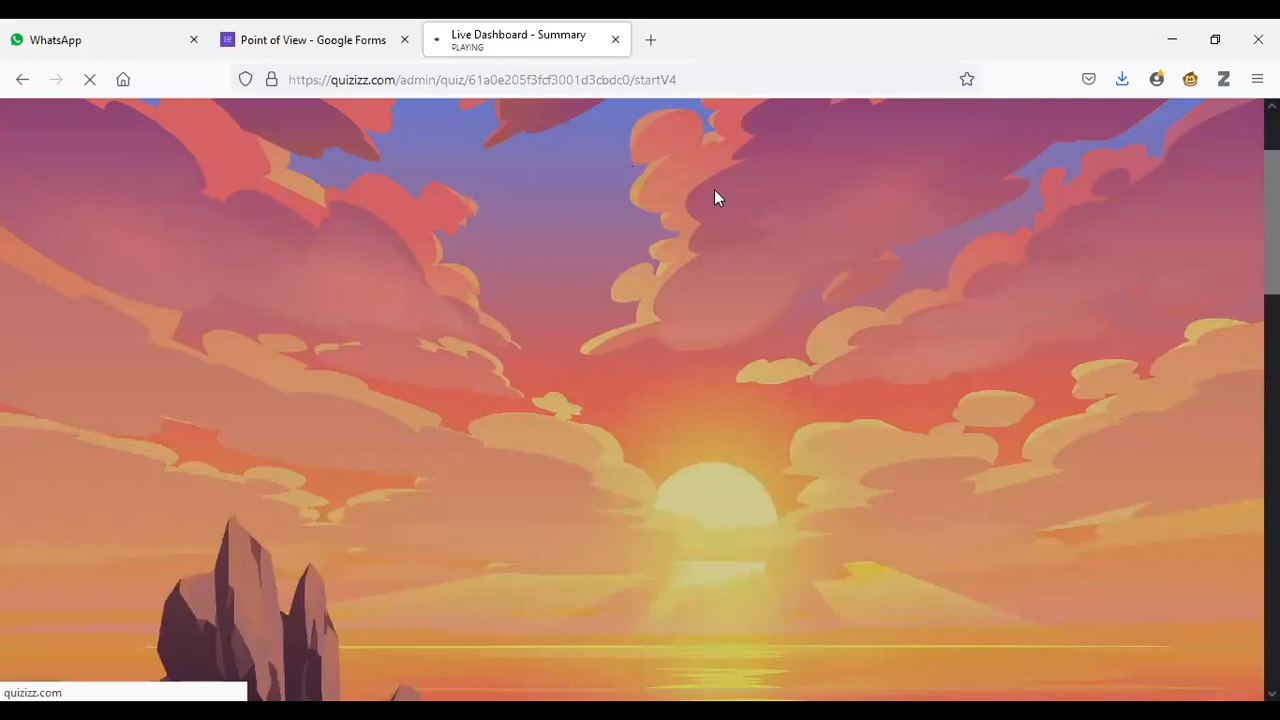 WhatsApp
Point of View - Google Forms
Live Dashboard - Summary
PLAYING
https://quizizz.com/admin/quiz/61a0e205f3fcf3001d3cbdc0/startV4
Z
quizizz.com